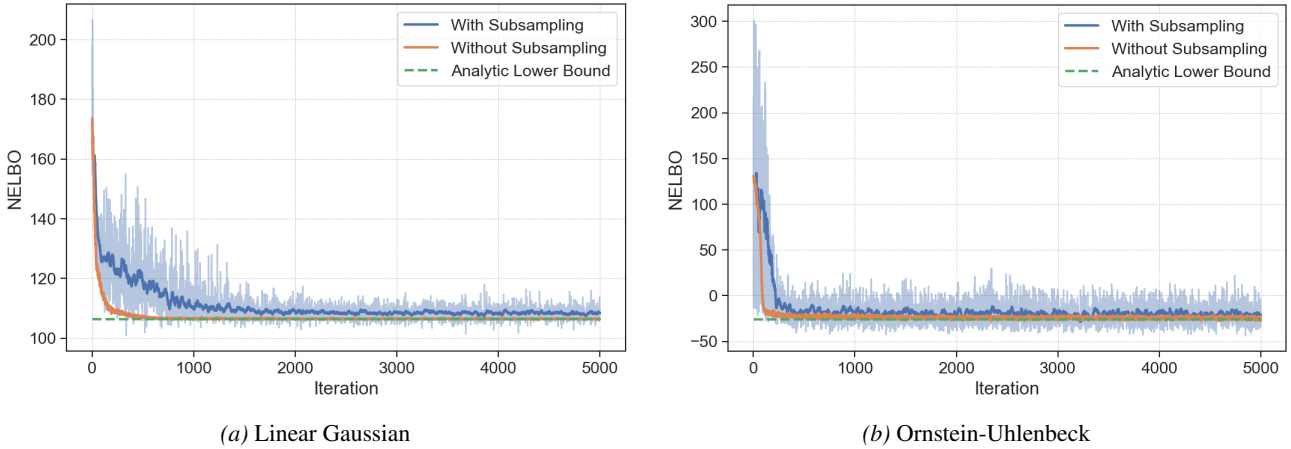 200
180
160
140
120
100
NELBO
0
1000
2000
3000
4000
5000
Iteration
With Subsampling
Without Subsampling
Analytic Lower Bound
(a) Linear Gaussian
300
250
200
150
100
50
0
−50
NELBO
0
1000
2000
3000
4000
5000
Iteration
With Subsampling
Without Subsampling
Analytic Lower Bound
(b) Ornstein-Uhlenbeck